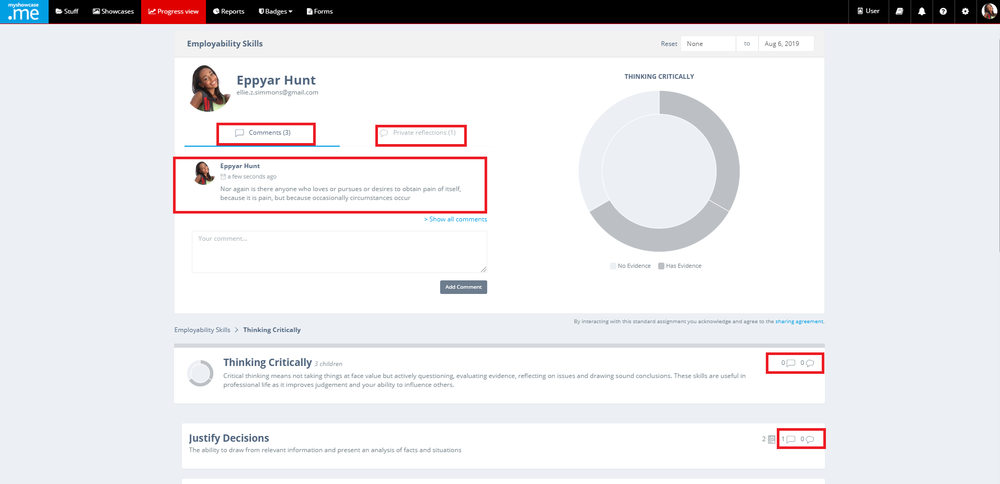 myshowcase
.me
Stuff
Showcases
Progress view
Reports
Badges
Forms
User
Employability Skills
Reset
None
to
Aug 6, 2019
Eppyar Hunt
ellie.z.simmons@gmail.com
THINKING CRITICALLY
Comments (3)
Private reflections (1)
Eppyar Hunt
a few seconds ago
Nor again is there anyone who loves or pursues or desires to obtain pain of itself,
because it is pain, but because occasionally circumstances occur
> Show all comments
Your comment...
No Evidence
Has Evidence
Add Comment
By interacting with this standard assignment you acknowledge and agree to the sharing agreement.
Employability Skills > Thinking Critically
Thinking Critically 3 children
0 0
Critical thinking means not taking things at face value but actively questioning, evaluating evidence, reflecting on issues and drawing sound conclusions. These skills are useful in
professional life as it improves judgement and your ability to influence others.
Justify Decisions
2 1 0
The ability to draw from relevant information and present an analysis of facts and situations